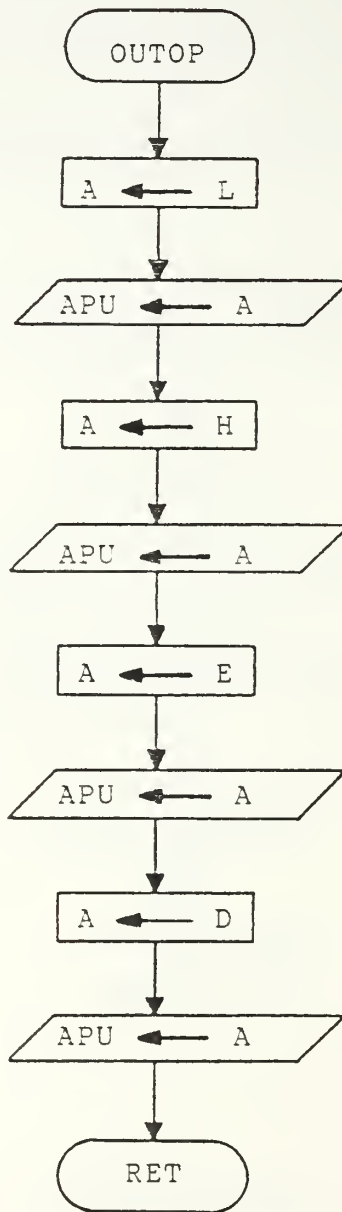 OUTOP
A ← L
APU ← A
A ← H
APU ← A
A ← E
APU ← A
A ← D
APU ← A
RET